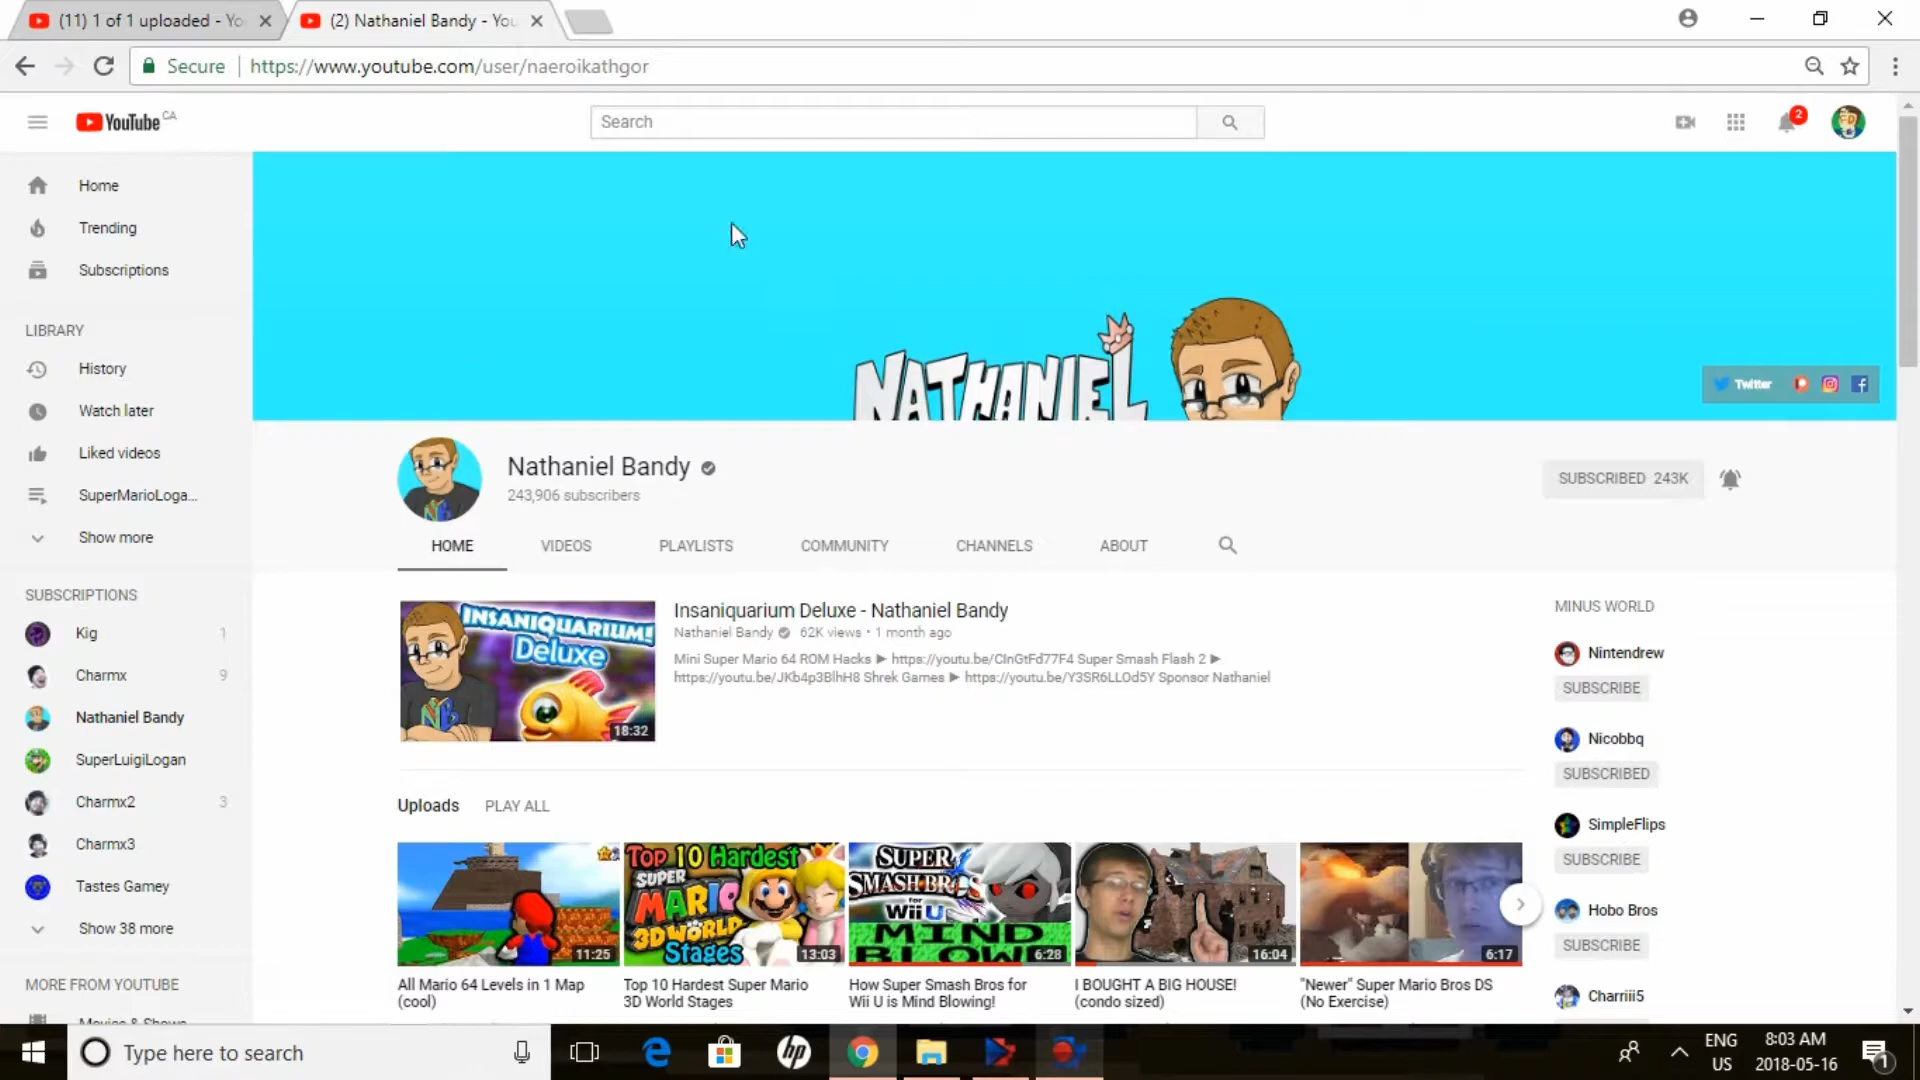 (11) 1 of 1 uploaded - Yo
(2) Nathaniel Bandy - You
Secure
https://www.youtube.com/user/naeroikathgor
YouTube CA
Search
2
Home
Trending
Subscriptions
LIBRARY
History
Watch later
Liked videos
SuperMarioLoga...
Show more
SUBSCRIPTIONS
Kig 1
Charmx 9
Nathaniel Bandy
SuperLuigiLogan
Charmx2 3
Charmx3
Tastes Gamey
Show 38 more
MORE FROM YOUTUBE
Movies & Shows
NATHANIEL
Twitter
Nathaniel Bandy
243,906 subscribers
SUBSCRIBED 243K
HOME VIDEOS PLAYLISTS COMMUNITY CHANNELS ABOUT
INSANIQUARIUM!
Deluxe
NB
18:32
Insaniquarium Deluxe - Nathaniel Bandy
Nathaniel Bandy 62K views • 1 month ago
Mini Super Mario 64 ROM Hacks ► https://youtu.be/CInGtFd77F4 Super Smash Flash 2 ►
https://youtu.be/JKb4p3BlhH8 Shrek Games ► https://youtu.be/Y3SR6LLOd5Y Sponsor Nathaniel
Uploads PLAY ALL
11:25
All Mario 64 Levels in 1 Map
(cool)
TOP 10 Hardest
SUPER
MARIO
3D WORLD
Stages
13:03
Top 10 Hardest Super Mario
3D World Stages
SUPER
SMASH BROS
for
Wii U
MIND
BLOWN
6:28
How Super Smash Bros for
Wii U is Mind Blowing!
16:04
I BOUGHT A BIG HOUSE!
(condo sized)
6:17
"Newer" Super Mario Bros DS
(No Exercise)
MINUS WORLD
Nintendrew
SUBSCRIBE
Nicobbq
SUBSCRIBED
SimpleFlips
SUBSCRIBE
Hobo Bros
SUBSCRIBE
Charriii5
Type here to search
hp
ENG
US
8:03 AM
2018-05-16
1